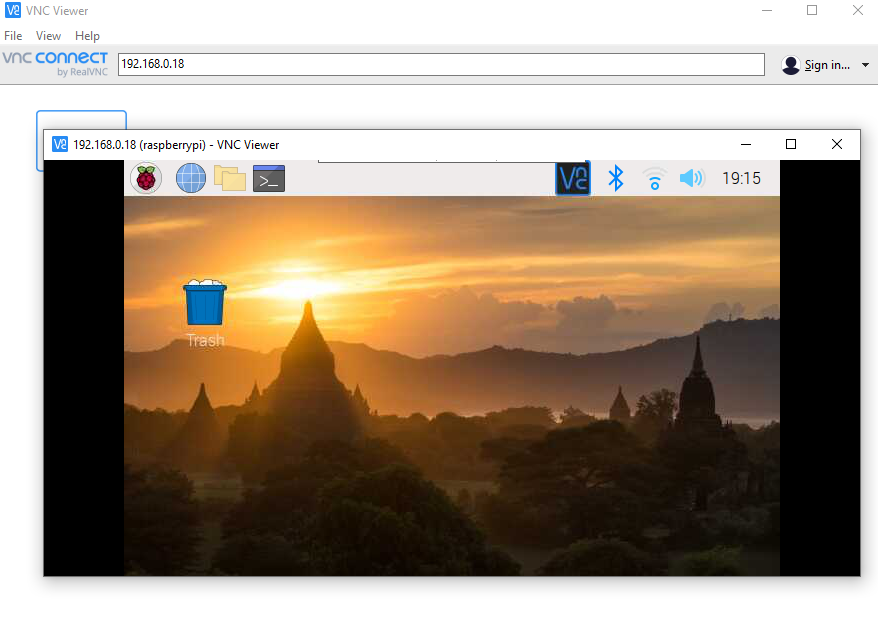 VNC Viewer
File View Help
vnc connect
by RealVNC
192.168.0.18
Sign in...
192.168.0.18 (raspberrypi) - VNC Viewer
>_
19:15
Trash